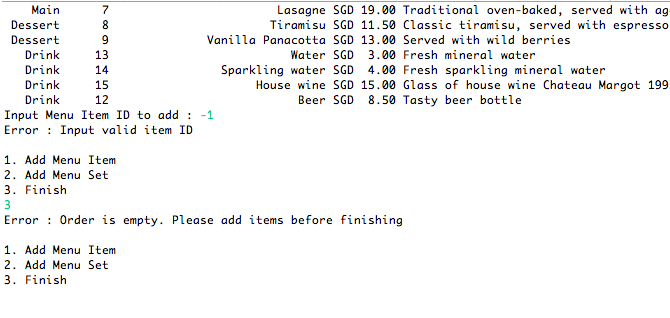 Main 7 Lasagne SGD 19.00 Traditional oven-baked, served with
Dessert 8 Tiramisu SGD 11.50 Classic tiramisu, served with espresso
Dessert 9 Vanilla Panacotta SGD 13.00 Served with wild berries
Drink 13 Water SGD 3.00 Fresh mineral water
Drink 14 Sparkling water SGD 4.00 Fresh sparkling mineral water
Drink 15 House wine SGD 15.00 Glass of house wine Chateau Margot 199
Drink 12 Beer SGD 8.50 Tasty beer bottle
Input Menu Item ID to add : -1
Error : Input valid item ID
1. Add Menu Item
2. Add Menu Set
3. Finish
3
Error : Order is empty. Please add items before finishing
1. Add Menu Item
2. Add Menu Set
3. Finish